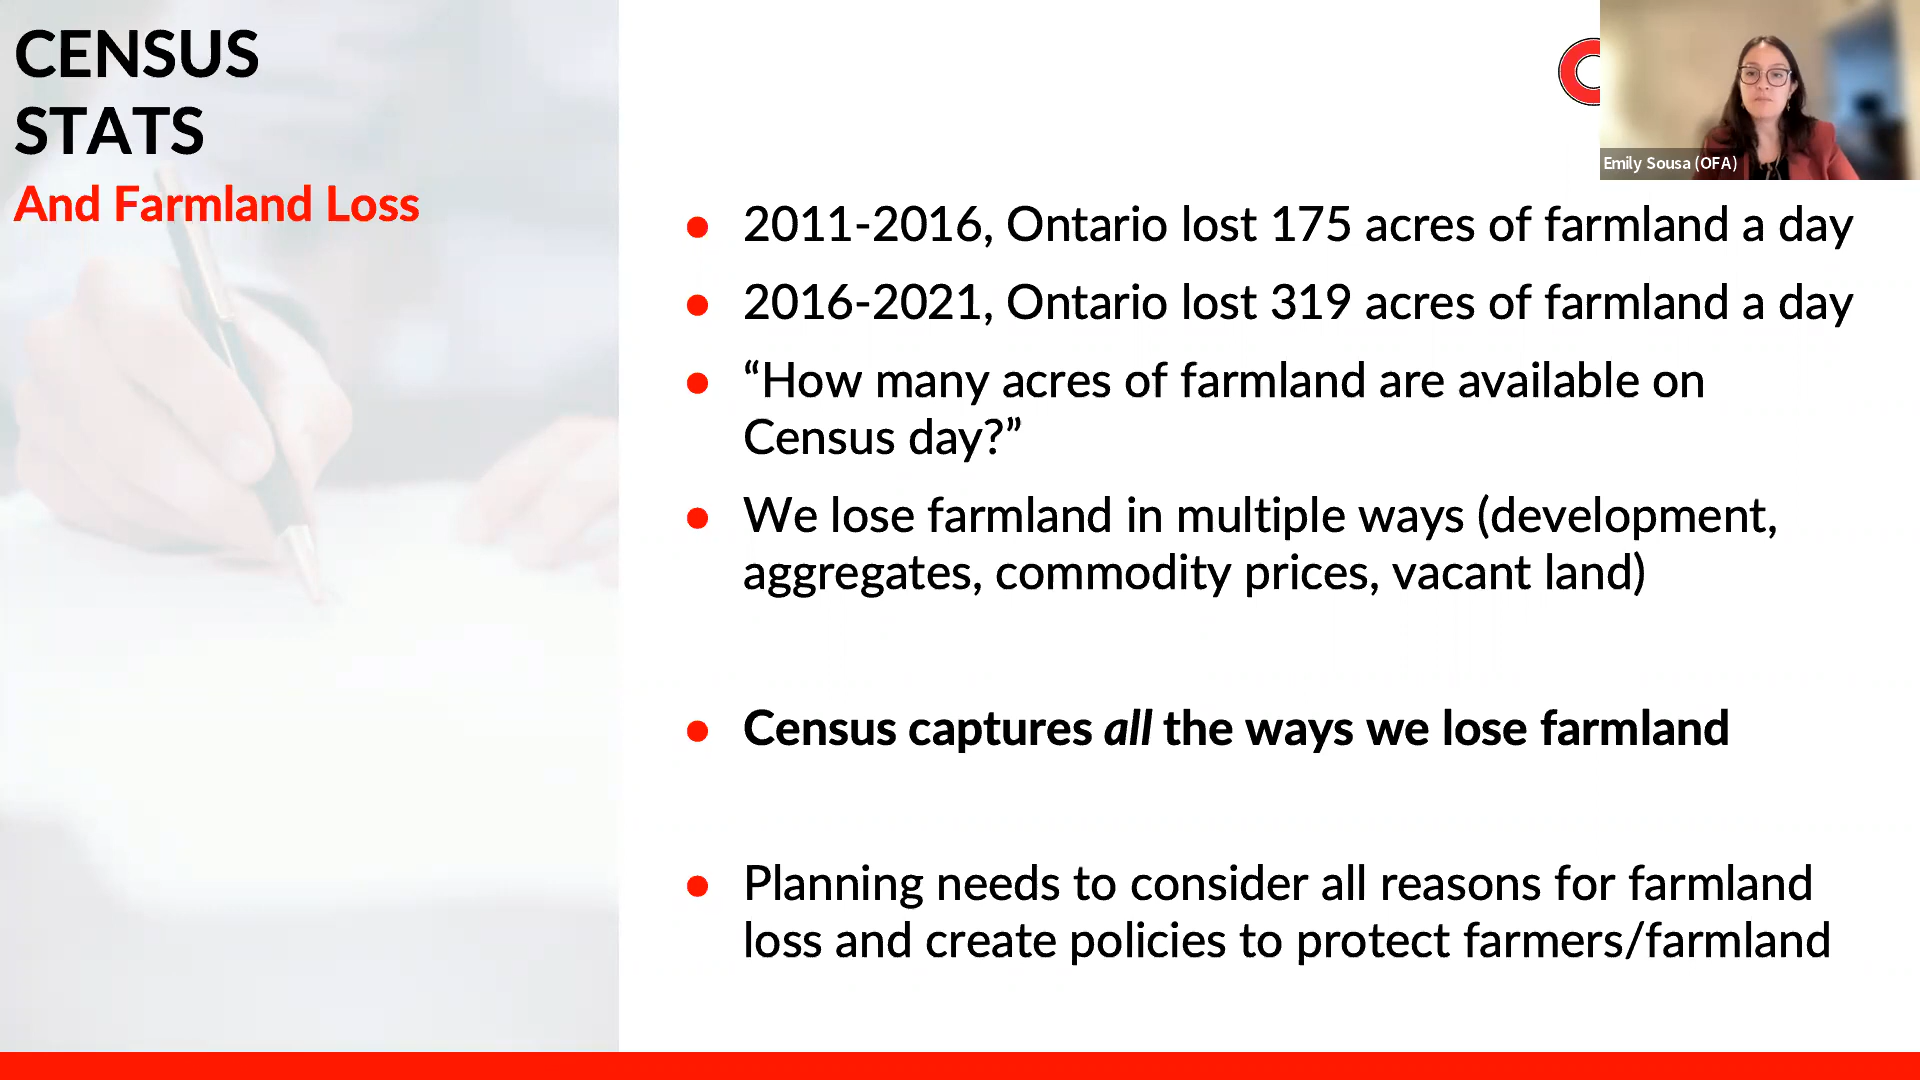 CENSUS
STATS
And Farmland Loss
Emily Sousa (OFA)
• 2011-2016, Ontario lost 175 acres of farmland a day
• 2016-2021, Ontario lost 319 acres of farmland a day
• “How many acres of farmland are available on
Census day?”
• We lose farmland in multiple ways (development,
aggregates, commodity prices, vacant land)
• Census captures all the ways we lose farmland
• Planning needs to consider all reasons for farmland
loss and create policies to protect farmers/farmland